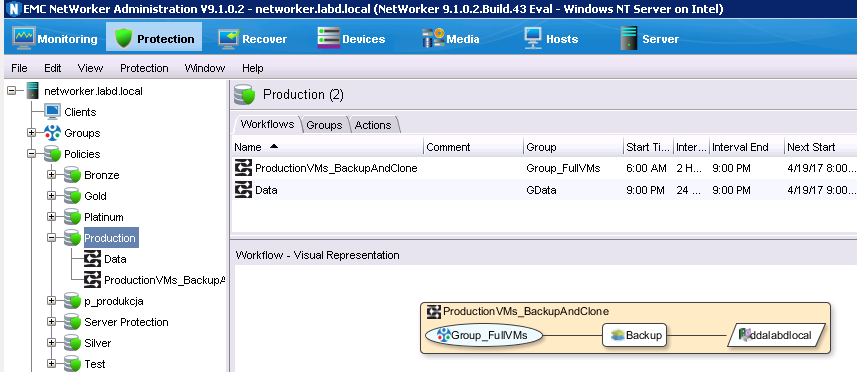 EMC NetWorker Administration V9.1.0.2 - networker.labd.local (NetWorker 9.1.0.2.Build.43 Eval - Windows NT Server on Intel)
Monitoring Protection Recover Devices Media Hosts Server
File Edit View Protection Window Help
networker.labd.local
Clients
Groups
Policies
Bronze
Gold
Platinum
Production
Data
ProductionVMs_BackupA
p_produkcja
Server Protection
Silver
Test
Production (2)
Workflows Groups Actions
Name Comment Group Start Ti... Inter... Interval End Next Start
ProductionVMs_BackupAndClone Group_FullVMs 6:00 AM 2 H... 9:00 PM 4/19/17 8:00...
Data GData 9:00 PM 24 ... 9:00 PM 4/19/17 9:00...
Workflow - Visual Representation
ProductionVMs_BackupAndClone
Group_FullVMs Backup ddalabdlocal